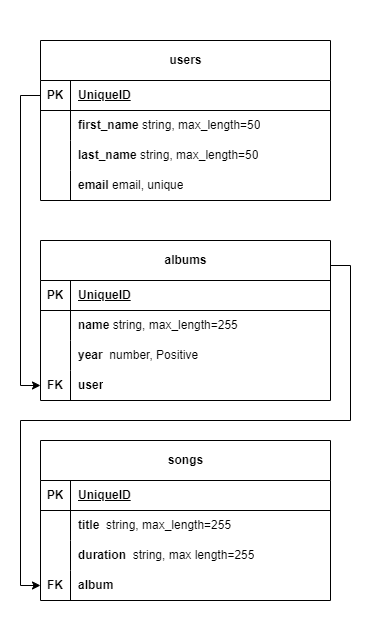 users
PK UniqueID
first_name string, max_length=50
last_name string, max_length=50
email email, unique
albums
PK UniqueID
name string, max_length=255
year number, Positive
FK user
songs
PK UniqueID
title string, max_length=255
duration string, max length=255
FK album